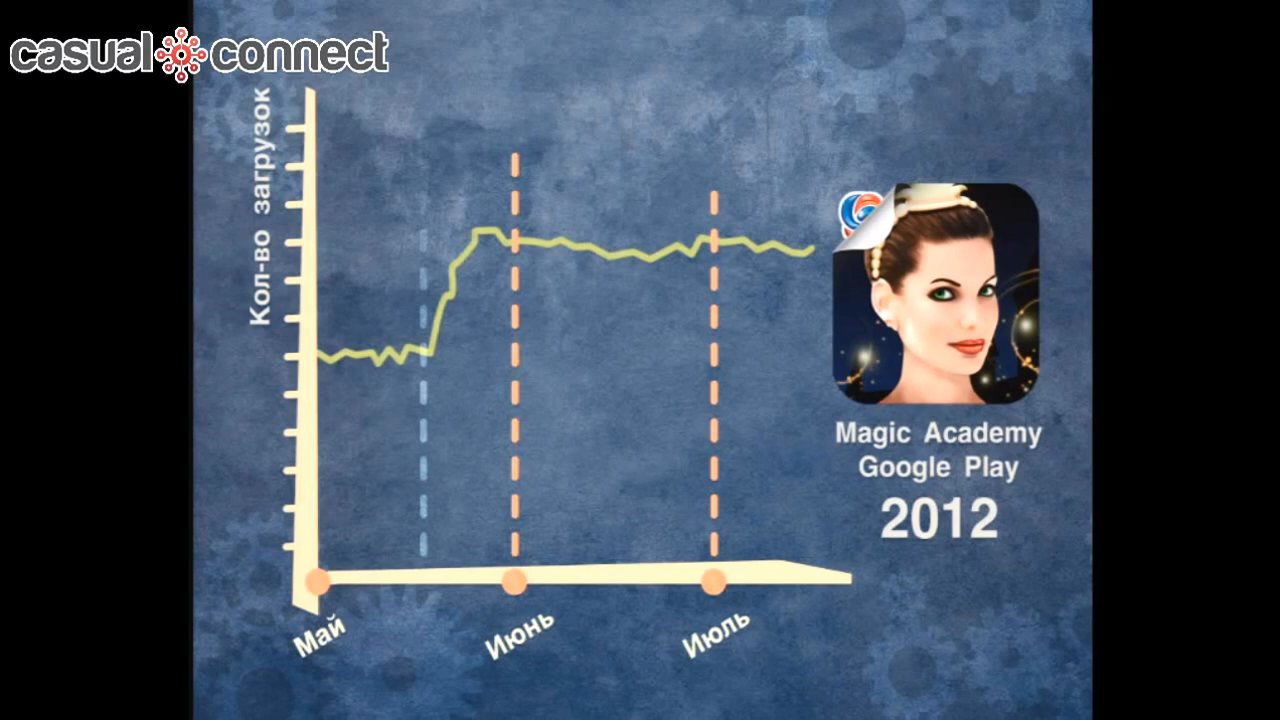 casual connect
Кол-во загрузок
Magic Academy
Google Play
2012
Май
Июнь
Июль